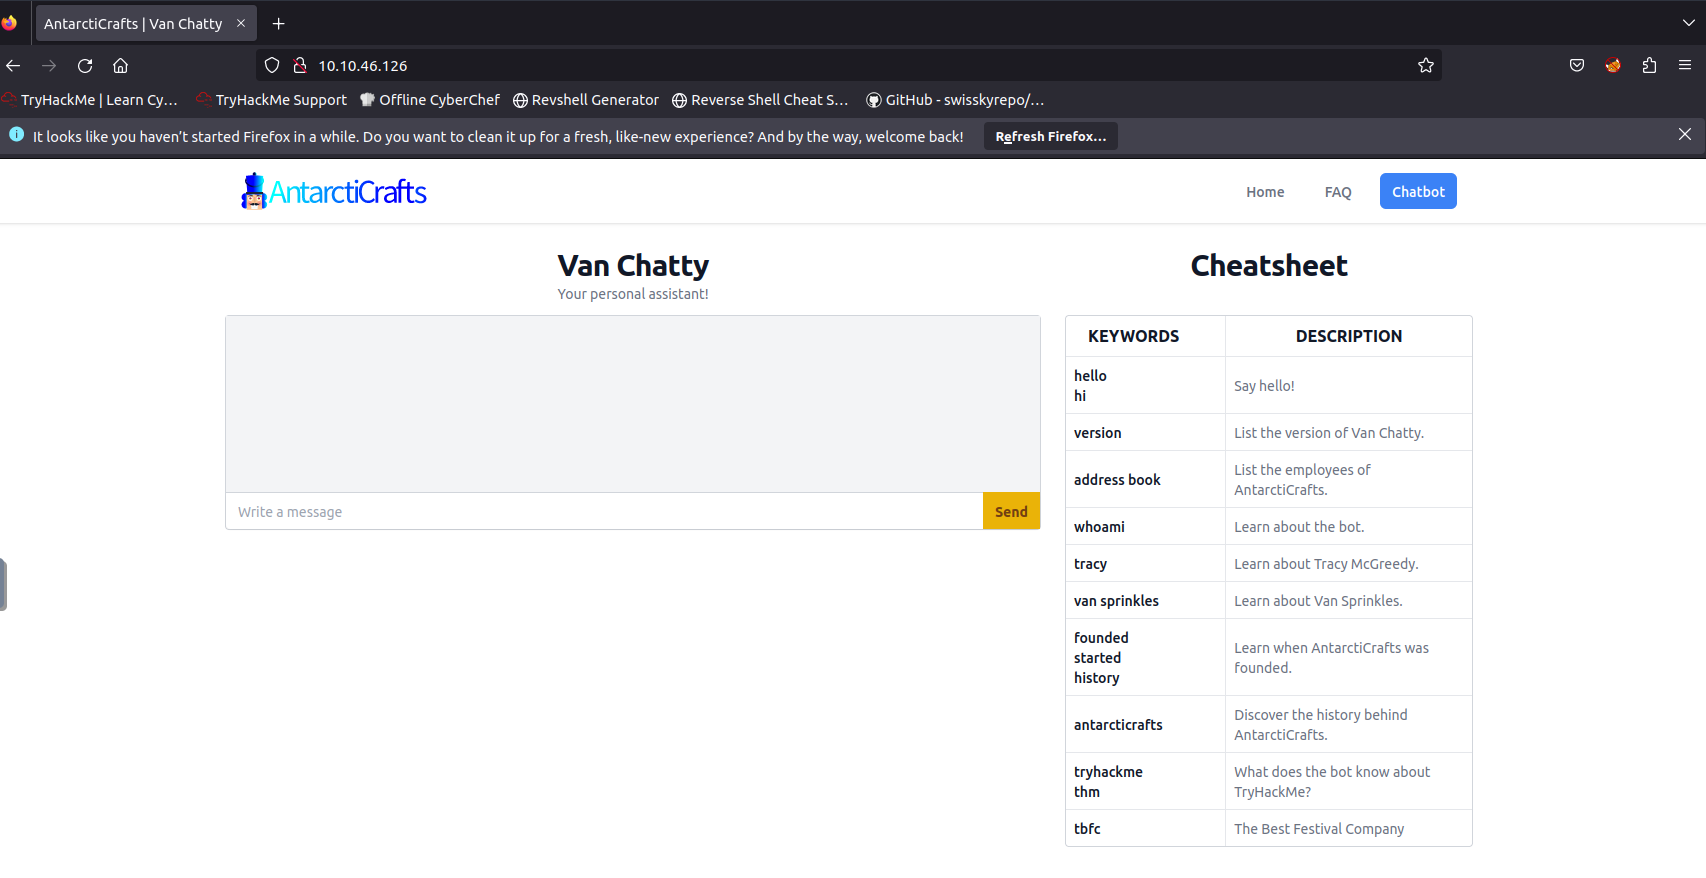 AntarctiCrafts | Van Chatty
10.10.46.126
TryHackMe | Learn Cy… TryHackMe Support Offline CyberChef Revshell Generator Reverse Shell Cheat S… GitHub - swisskyrepo/…
It looks like you haven't started Firefox in a while. Do you want to clean it up for a fresh, like-new experience? And by the way, welcome back! Refresh Firefox…
AntarctiCrafts Home FAQ Chatbot
Van Chatty
Your personal assistant!
Write a message Send
Cheatsheet
KEYWORDS DESCRIPTION
hello
hi
Say hello!
version List the version of Van Chatty.
address book
List the employees of
AntarctiCrafts.
whoami Learn about the bot.
tracy Learn about Tracy McGreedy.
van sprinkles Learn about Van Sprinkles.
founded
started
history
Learn when AntarctiCrafts was
founded.
antarcticrafts
Discover the history behind
AntarctiCrafts.
tryhackme
thm
What does the bot know about
TryHackMe?
tbfc The Best Festival Company